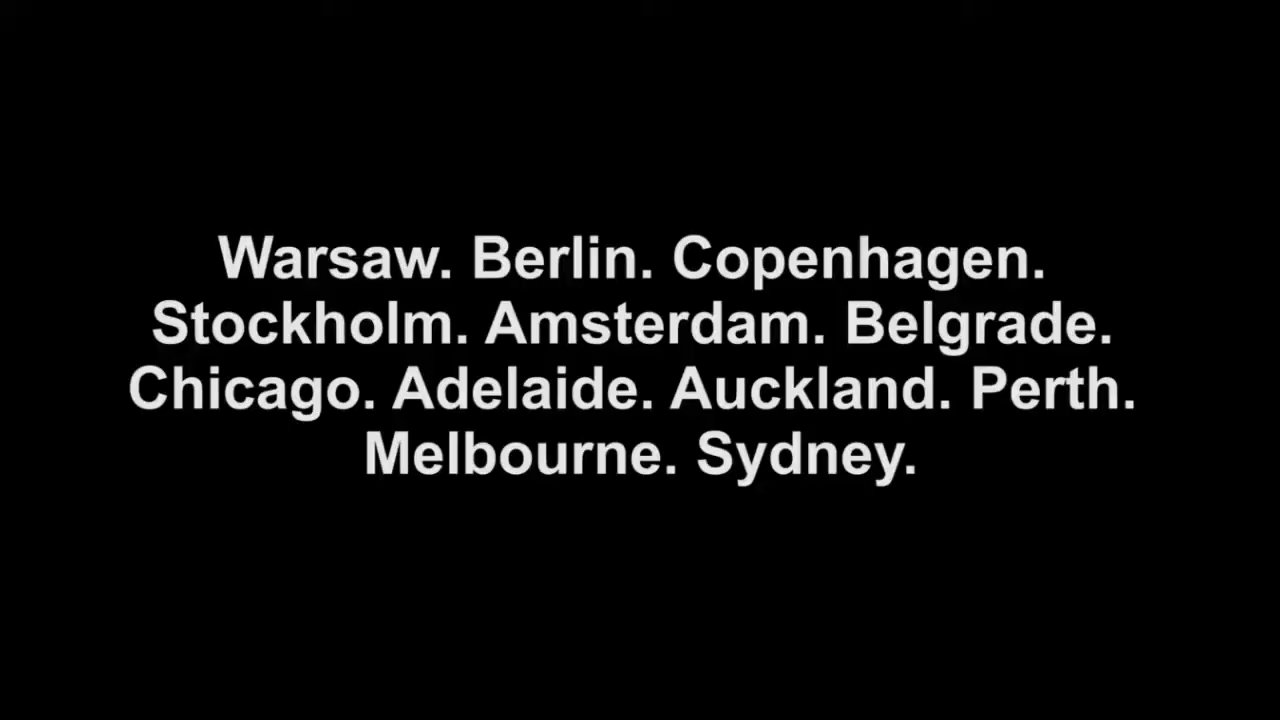 Warsaw. Berlin. Copenhagen.
Stockholm. Amsterdam. Belgrade.
Chicago. Adelaide. Auckland. Perth.
Melbourne. Sydney.